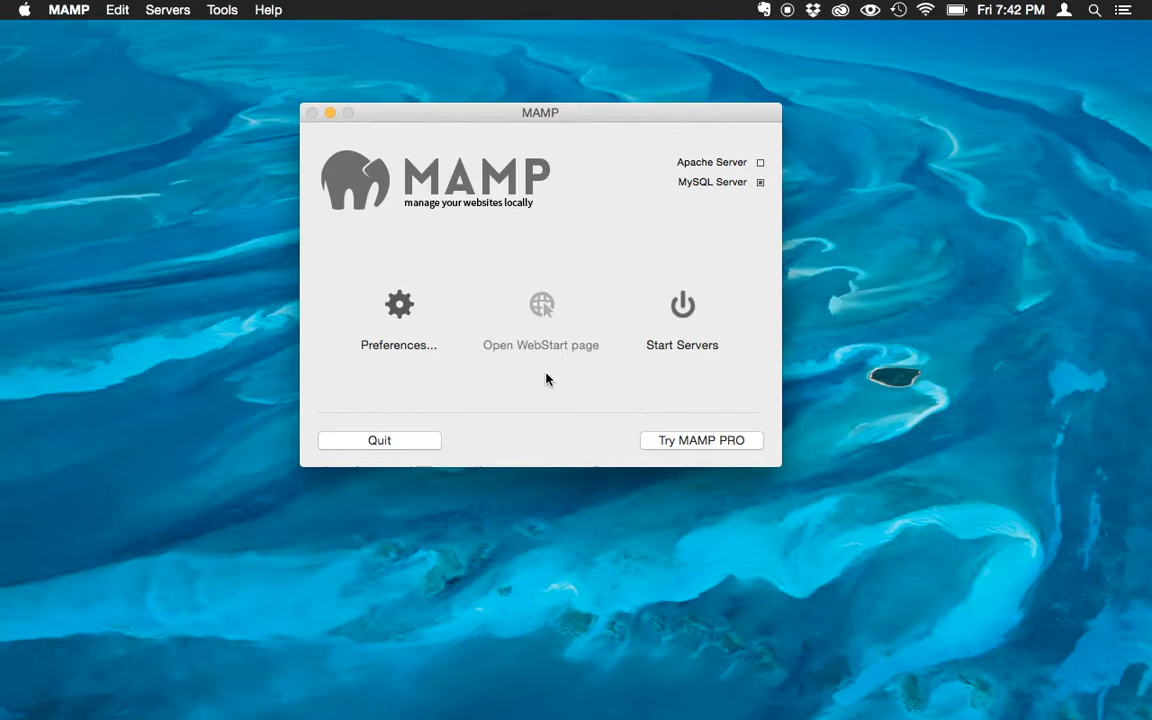 MAMP Edit Servers Tools Help Fri 7:42 PM
MAMP
MAMP
manage your websites locally
Apache Server
MySQL Server
Preferences... Open WebStart page Start Servers
Quit Try MAMP PRO